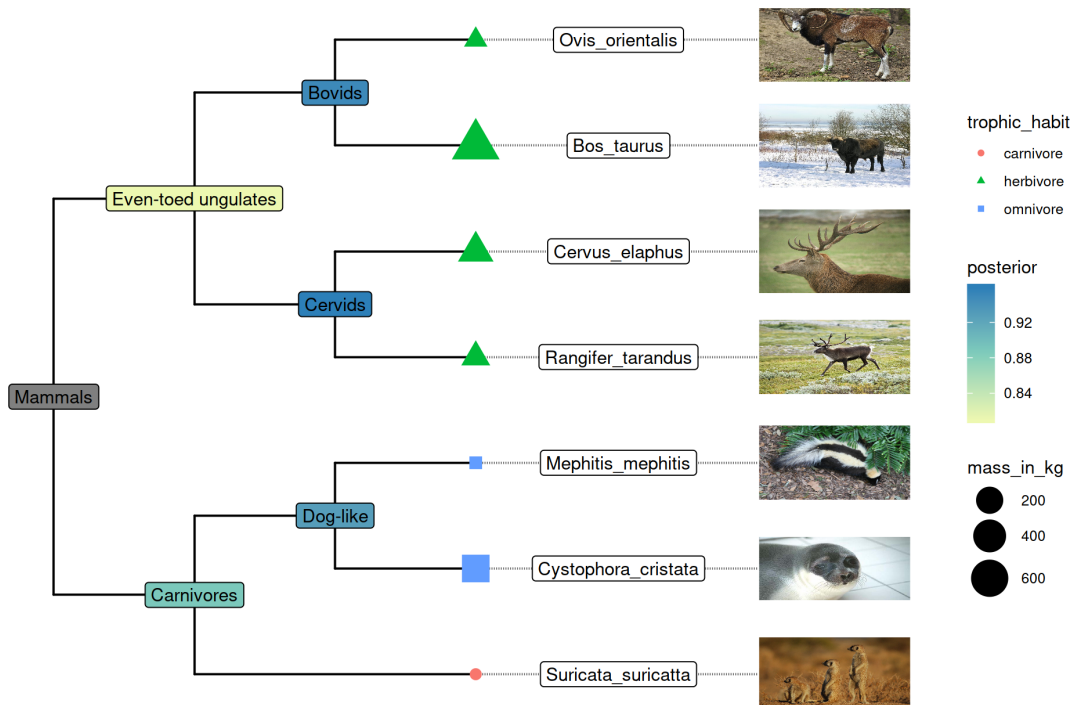 Ovis_orientalis
Bovids
Bos_taurus
Even-toed ungulates
Cervus_elaphus
Cervids
Rangifer_tarandus
Mammals
Mephitis_mephitis
Dog-like
Cystophora_cristata
Carnivores
Suricata_suricatta
trophic_habit
carnivore
herbivore
omnivore
posterior
0.92
0.88
0.84
mass_in_kg
200
400
600